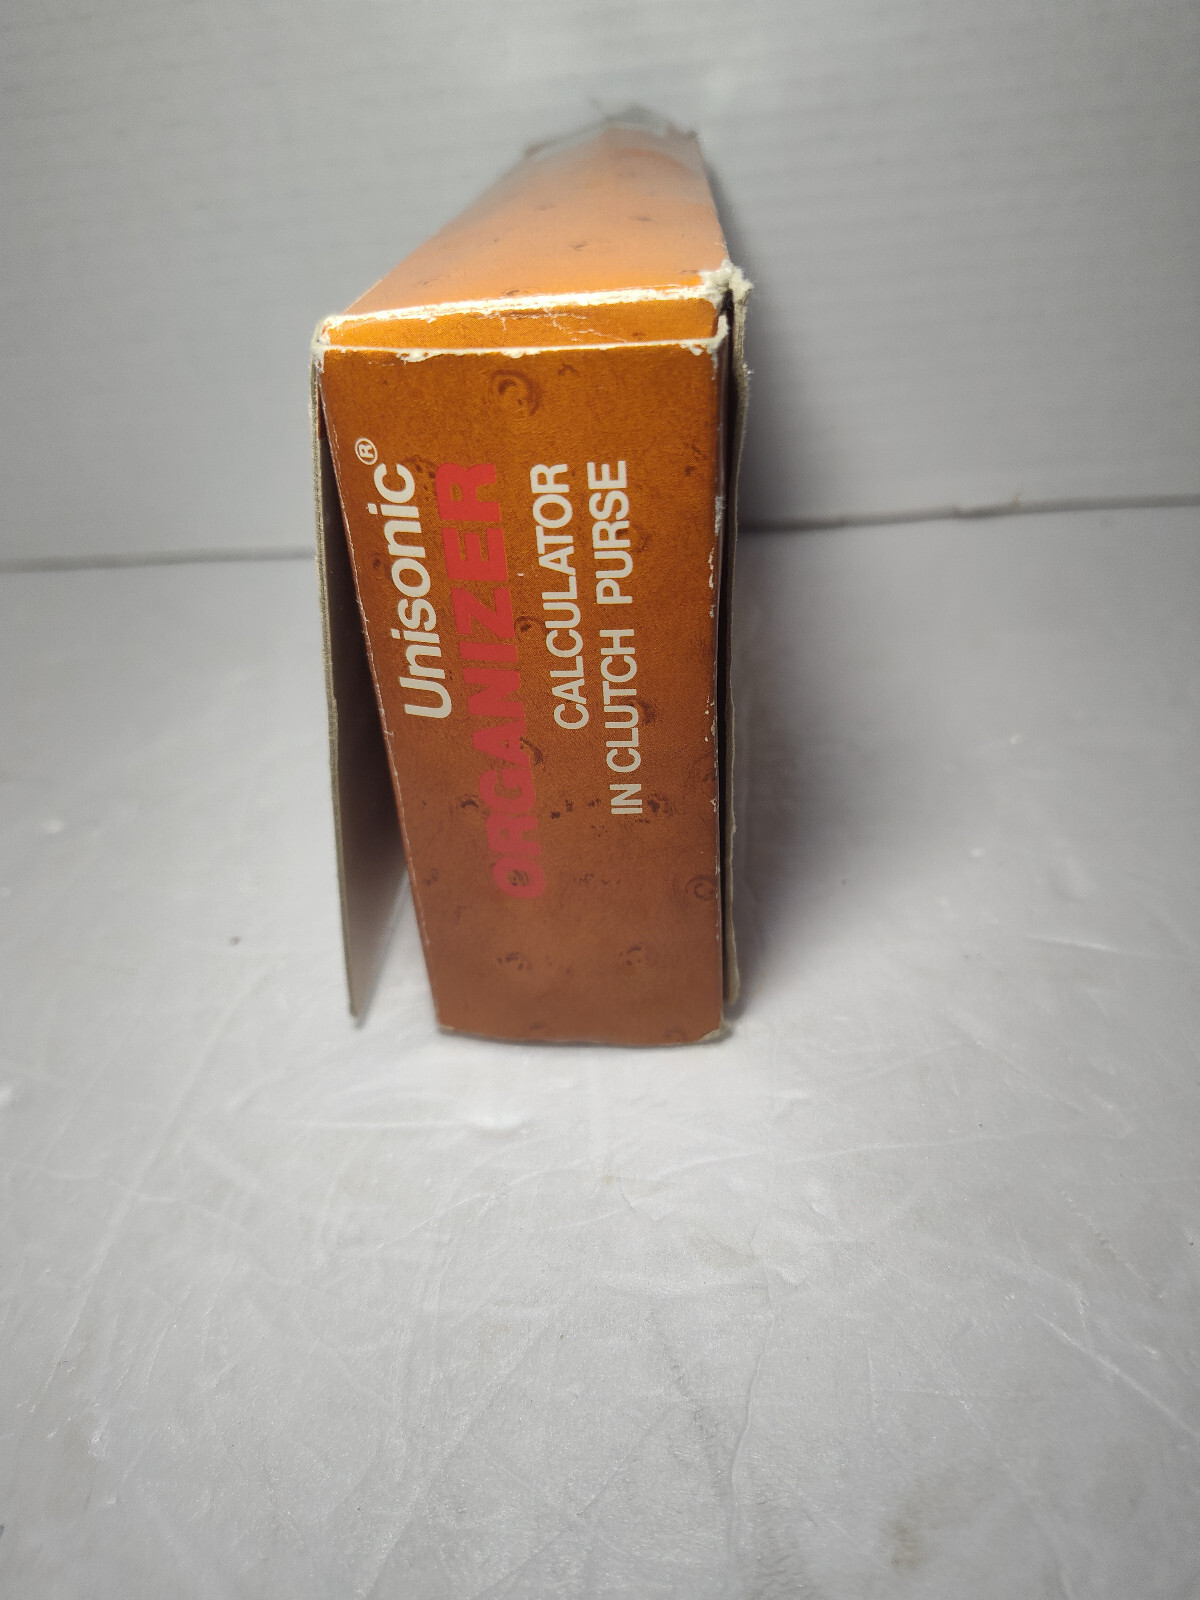 Unisonic®
ORGANIZER
CALCULATOR
IN CLUTCH PURSE